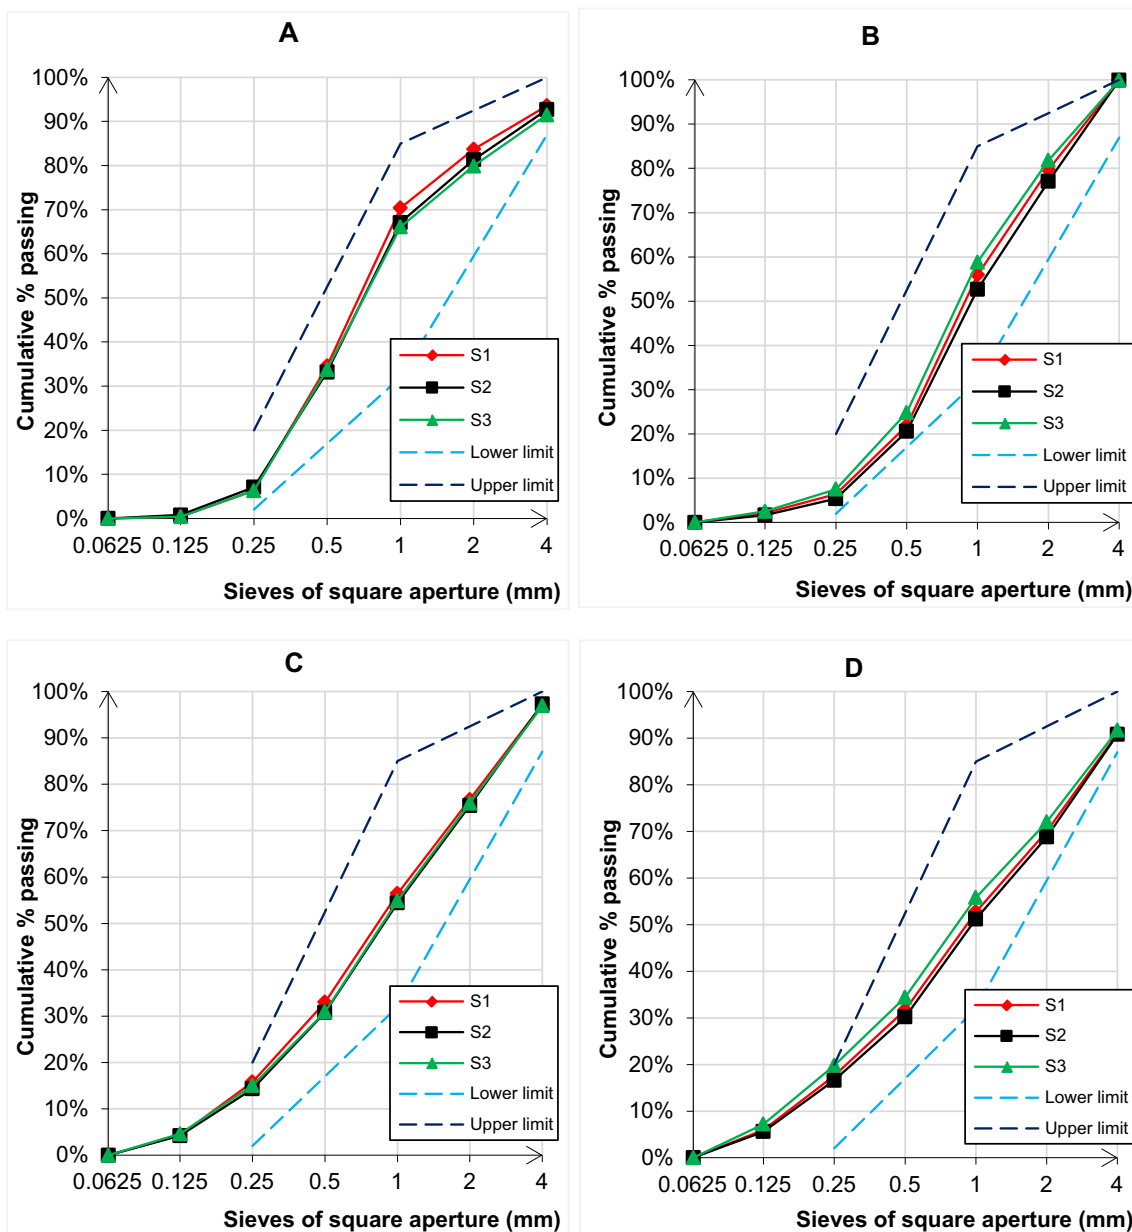 A
Cumulative % passing
100%
90%
80%
70%
60%
50%
40%
30%
20%
10%
0%
0.0625 0.125 0.25 0.5 1 2 4
Sieves of square aperture (mm)
S1
S2
S3
Lower limit
Upper limit
B
Cumulative % passing
100%
90%
80%
70%
60%
50%
40%
30%
20%
10%
0%
0.0625 0.125 0.25 0.5 1 2 4
Sieves of square aperture (mm)
S1
S2
S3
Lower limit
Upper limit
C
Cumulative % passing
100%
90%
80%
70%
60%
50%
40%
30%
20%
10%
0%
0.0625 0.125 0.25 0.5 1 2 4
Sieves of square aperture (mm)
S1
S2
S3
Lower limit
Upper limit
D
Cumulative % passing
100%
90%
80%
70%
60%
50%
40%
30%
20%
10%
0%
0.0625 0.125 0.25 0.5 1 2 4
Sieves of square aperture (mm)
S1
S2
S3
Lower limit
Upper limit